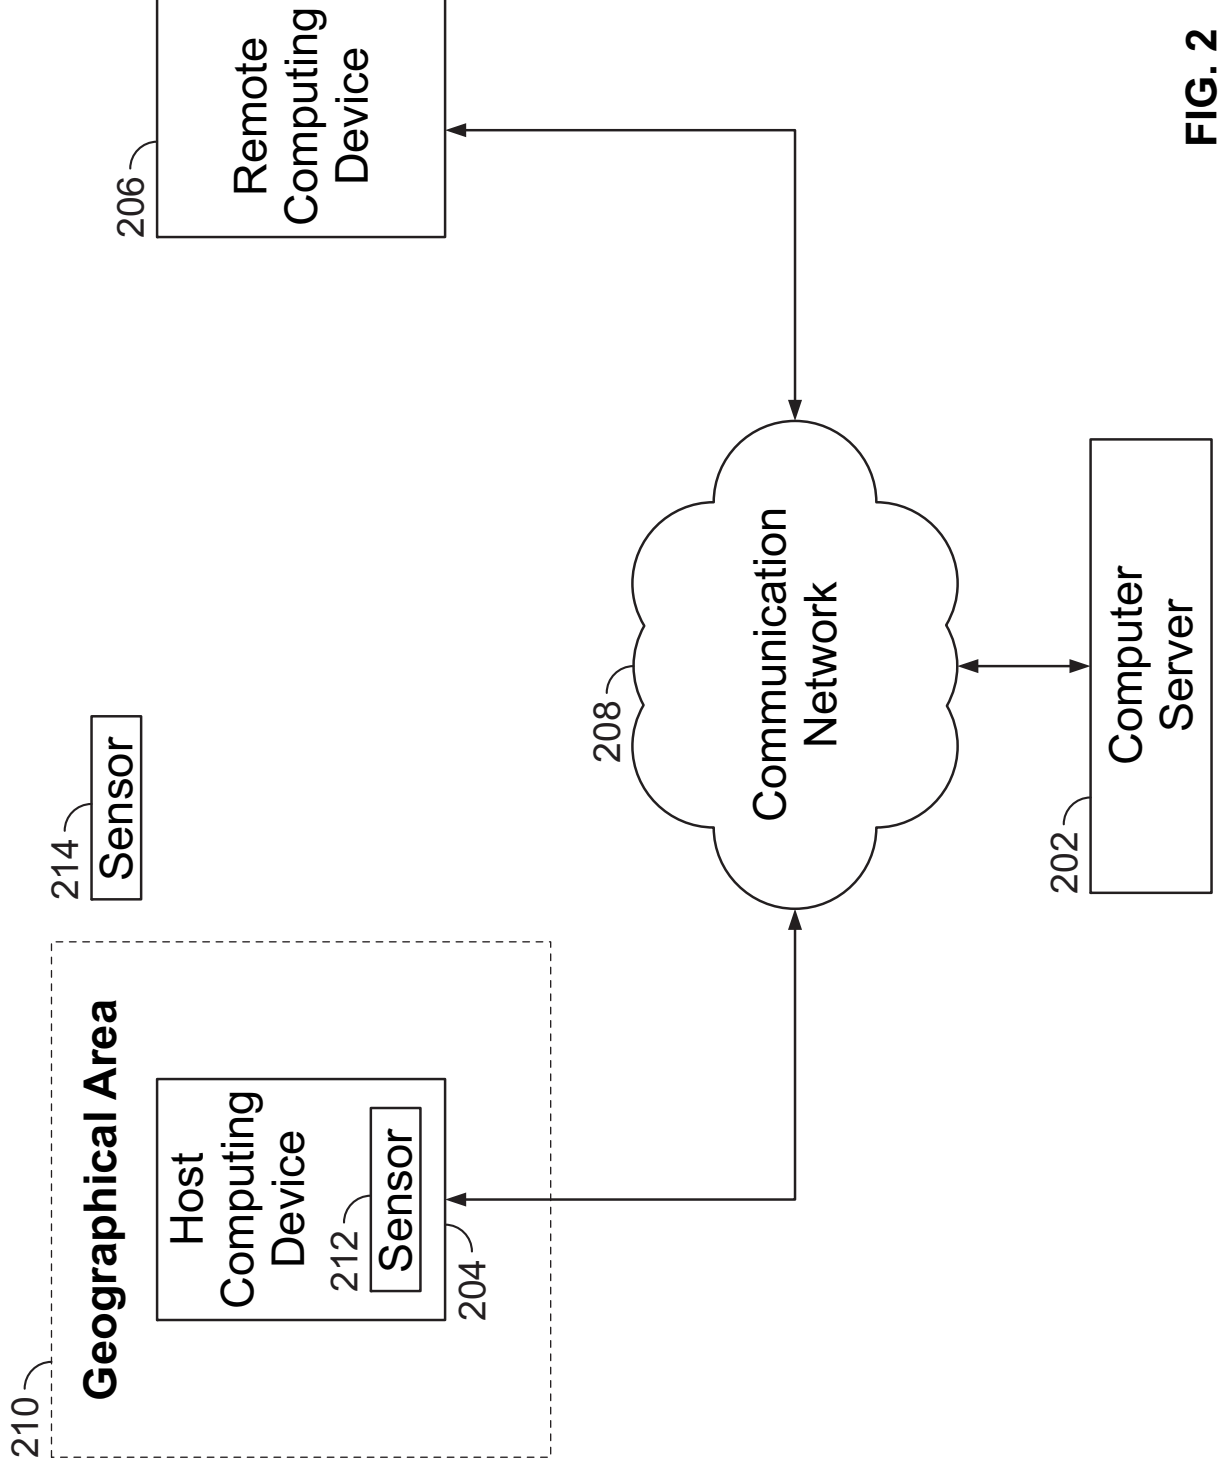 210
Geographical Area
Host
Computing
Device
212
Sensor
204
214
Sensor
206
Remote
Computing
Device
208
Communication
Network
202
Computer
Server
FIG. 2